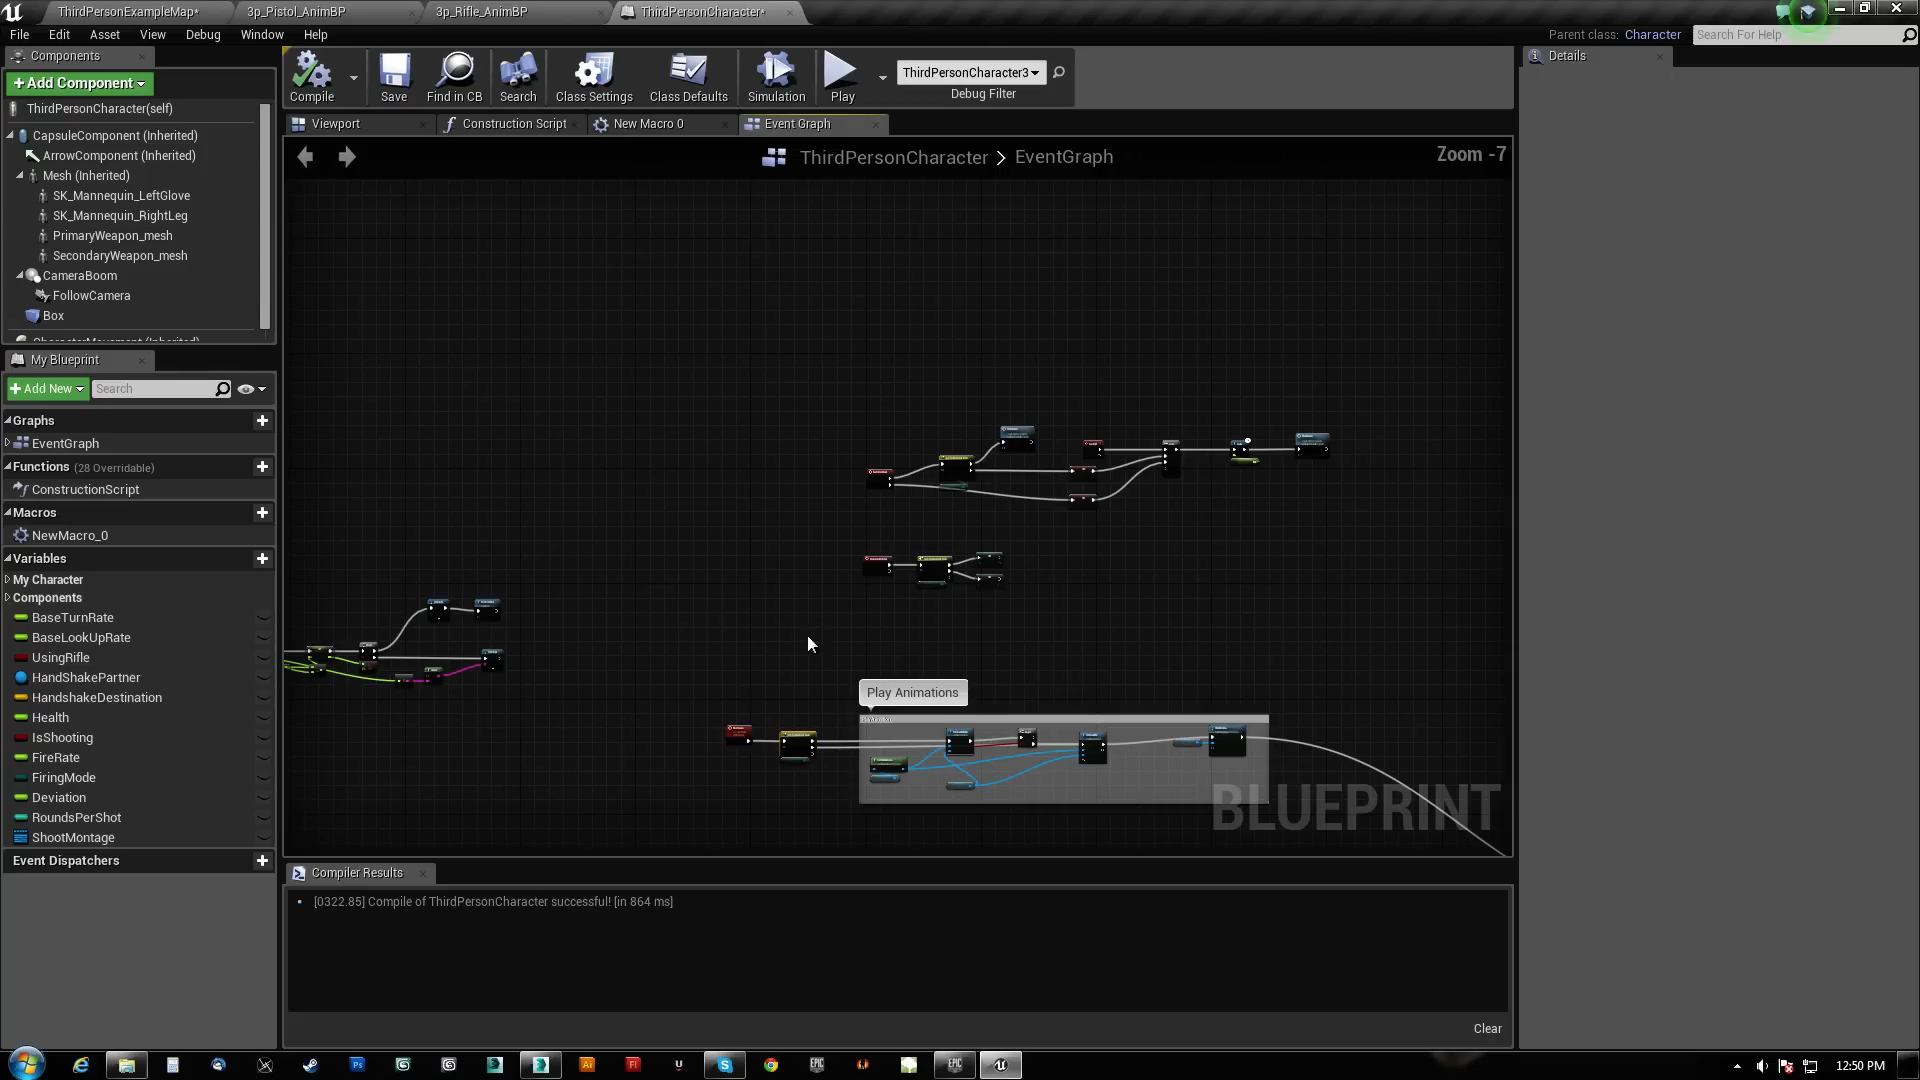 ThirdPersonExampleMap*
3p_Pistol_AnimBP
3p_Rifle_AnimBP
ThirdPersonCharacter*
File Edit Asset View Debug Window Help
Parent class: Character
Search For Help
Components
Add Component
ThirdPersonCharacter(self)
CapsuleComponent (Inherited)
ArrowComponent (Inherited)
Mesh (Inherited)
SK_Mannequin_LeftGlove
SK_Mannequin_RightLeg
PrimaryWeapon_mesh
SecondaryWeapon_mesh
CameraBoom
FollowCamera
Box
CharacterMovement (Inherited)
My Blueprint
Add New
Search
Graphs
EventGraph
Functions (28 Overridable)
ConstructionScript
Macros
NewMacro_0
Variables
My Character
Components
BaseTurnRate
BaseLookUpRate
UsingRifle
HandShakePartner
HandshakeDestination
Health
IsShooting
FireRate
FiringMode
Deviation
RoundsPerShot
ShootMontage
Event Dispatchers
Compile
Save
Find in CB
Search
Class Settings
Class Defaults
Simulation
Play
ThirdPersonCharacter3
Debug Filter
Viewport
Construction Script
New Macro 0
Event Graph
ThirdPersonCharacter > EventGraph
Zoom -7
Play Animations
BLUEPRINT
Compiler Results
[0322.85] Compile of ThirdPersonCharacter successful! [in 864 ms]
Clear
Details
12:50 PM